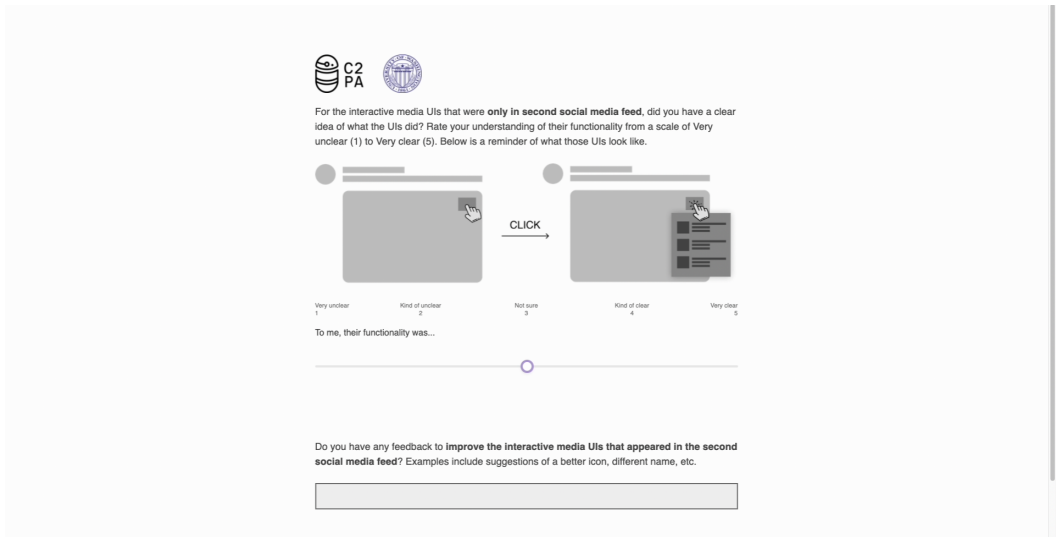 C2
PA
For the interactive media UIs that were only in second social media feed, did you have a clear
idea of what the UIs did? Rate your understanding of their functionality from a scale of Very
unclear (1) to Very clear (5). Below is a reminder of what those UIs look like.
CLICK
Very unclear Kind of unclear Not sure Kind of clear Very clear
1 2 3 4 5
To me, their functionality was...
Do you have any feedback to improve the interactive media UIs that appeared in the second
social media feed? Examples include suggestions of a better icon, different name, etc.